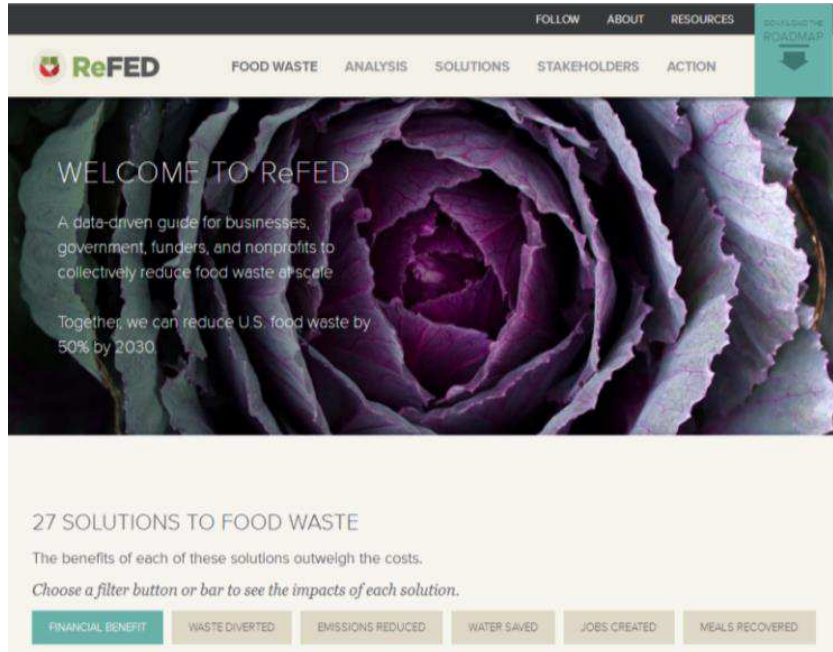 FOLLOW ABOUT RESOURCES
DOWNLOAD THE
ROADMAP
ReFED
FOOD WASTE ANALYSIS SOLUTIONS STAKEHOLDERS ACTION
WELCOME TO ReFED
A data-driven guide for businesses,
government, funders, and nonprofits to
collectively reduce food waste at scale
Together, we can reduce U.S. food waste by
50% by 2030.
27 SOLUTIONS TO FOOD WASTE
The benefits of each of these solutions outweigh the costs.
Choose a filter button or bar to see the impacts of each solution.
FINANCIAL BENEFIT WASTE DIVERTED EMISSIONS REDUCED WATER SAVED JOBS CREATED MEALS RECOVERED